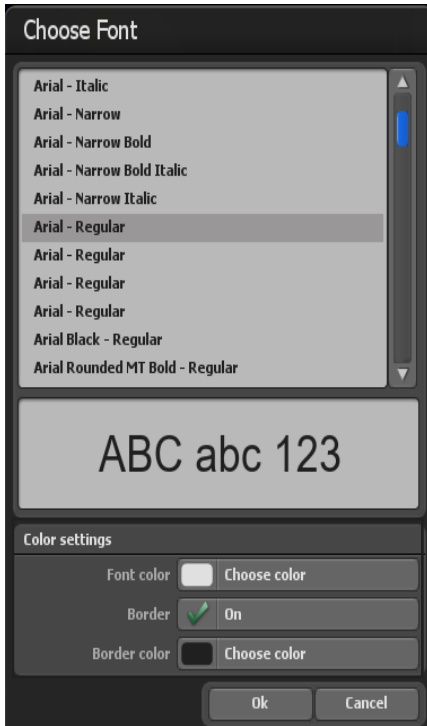 Choose Font
Arial - Italic
Arial - Narrow
Arial - Narrow Bold
Arial - Narrow Bold Italic
Arial - Narrow Italic
Arial - Regular
Arial - Regular
Arial - Regular
Arial - Regular
Arial Black - Regular
Arial Rounded MT Bold - Regular
ABC abc 123
Color settings
Font color Choose color
Border On
Border color Choose color
Ok Cancel